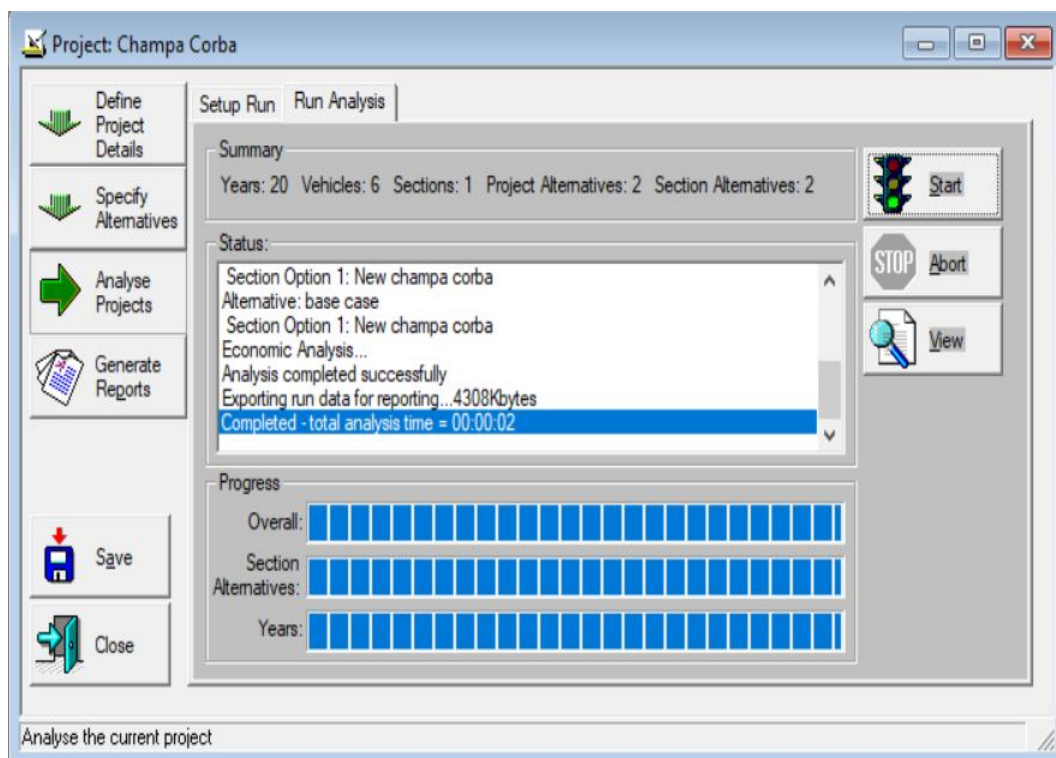 Project: Champa Corba
Define
Project
Details
Specify
Alternatives
Analyse
Projects
Generate
Reports
Save
Close
Setup Run Run Analysis
Summary
Years: 20 Vehicles: 6 Sections: 1 Project Alternatives: 2 Section Alternatives: 2
Status:
Section Option 1: New champa corba
Alternative: base case
Section Option 1: New champa corba
Economic Analysis...
Analysis completed successfully
Exporting run data for reporting...4308Kbytes
Completed - total analysis time = 00:00:02
Progress
Overall:
Section
Alternatives:
Years:
Start
STOP Abort
View
Analyse the current project